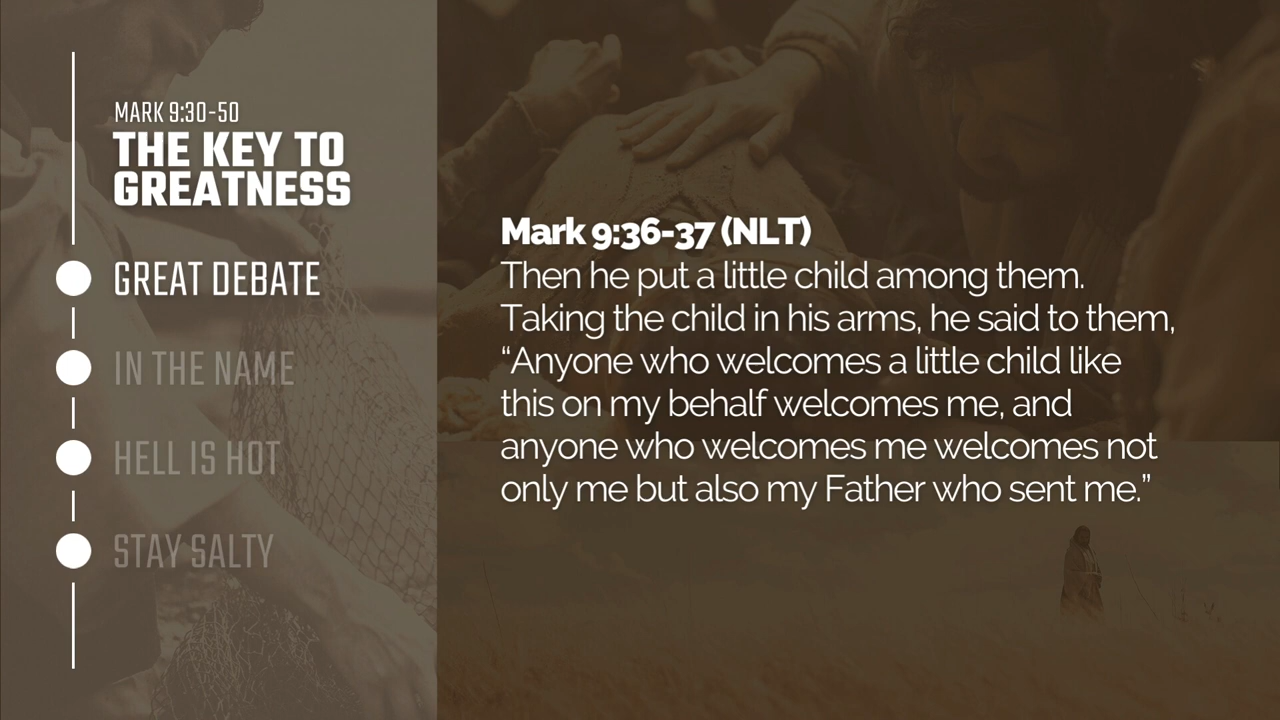 MARK 9:30-50
THE KEY TO
GREATNESS
GREAT DEBATE
IN THE NAME
HELL IS HOT
STAY SALTY
Mark 9:36-37 (NLT)
Then he put a little child among them.
Taking the child in his arms, he said to them,
“Anyone who welcomes a little child like
this on my behalf welcomes me, and
anyone who welcomes me welcomes not
only me but also my Father who sent me.”